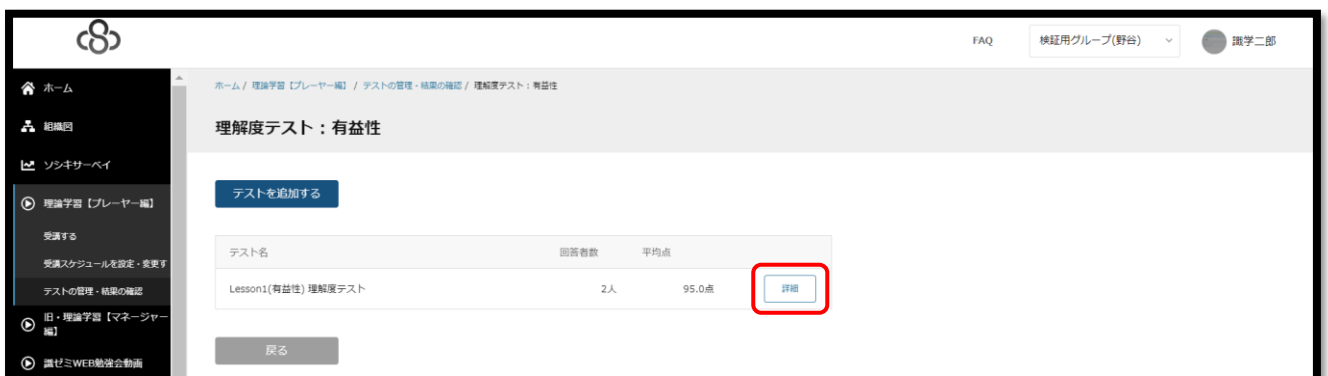 FAQ
検証用グループ(野谷)
識学二郎
ホーム
組織図
ソシキサーベイ
理論学習【プレーヤー編】
受講する
受講スケジュールを設定・変更す
テストの管理・結果の確認
旧・理論学習【マネージャー
編】
識ゼミWEB勉強会動画
ホーム / 理論学習【プレーヤー編】 / テストの管理・結果の確認 / 理解度テスト：有益性
理解度テスト：有益性
テストを追加する
テスト名 回答者数 平均点
Lesson1(有益性) 理解度テスト 2人 95.0点 詳細
戻る